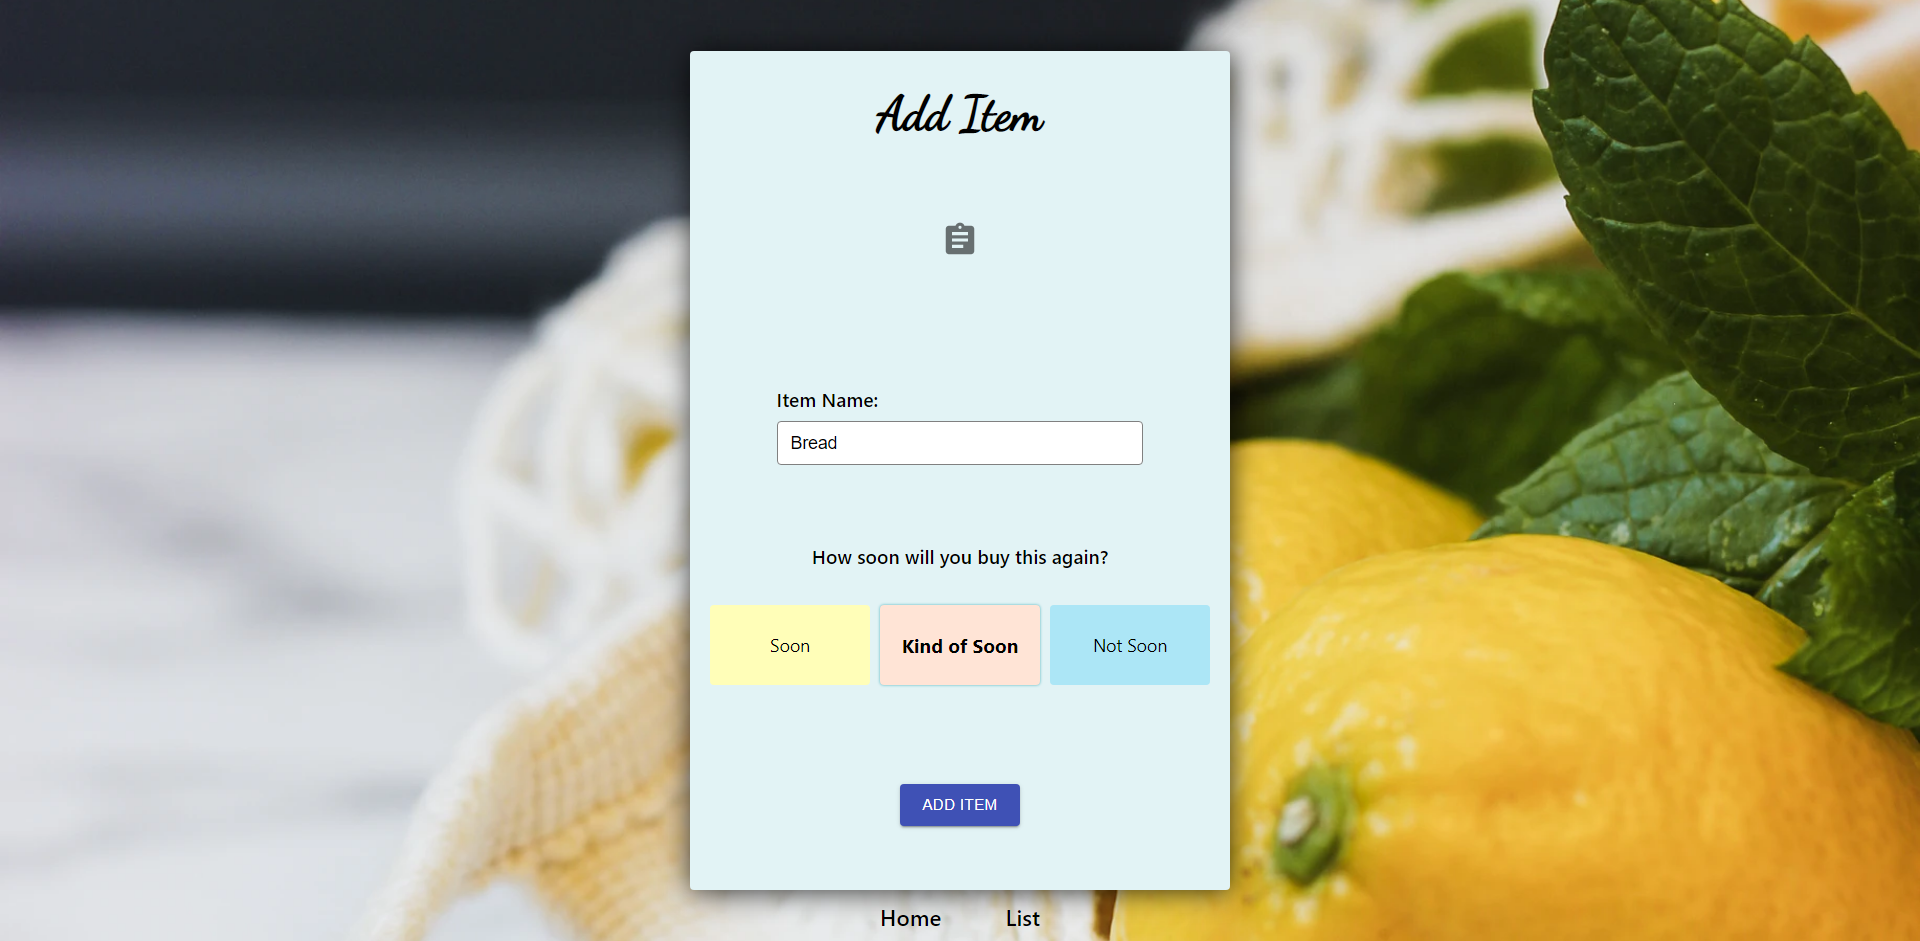 Add Item
Item Name:
Bread
How soon will you buy this again?
Soon
Kind of Soon
Not Soon
ADD ITEM
Home
List